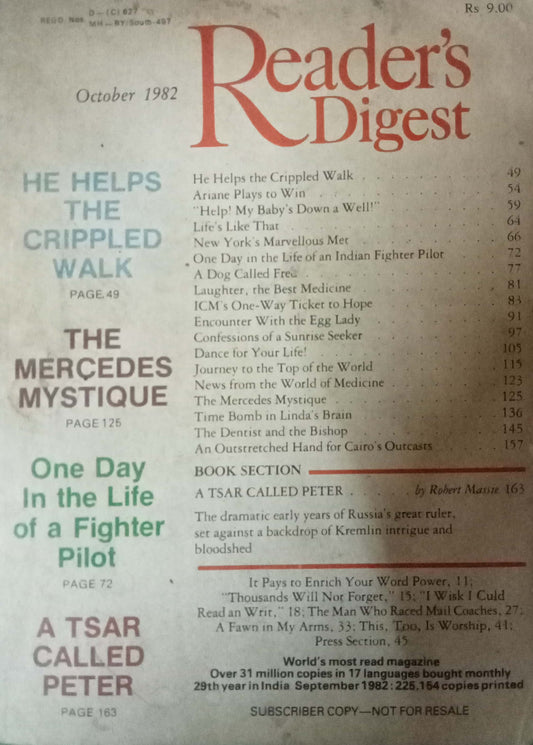 REGD. Nos. D-(C) 627
MH-BY/South-497
Rs 9.00
October 1982
Reader's
Digest
HE HELPS
THE
CRIPPLED
WALK
PAGE 49
THE
MERCEDES
MYSTIQUE
PAGE 125
One Day
In the Life
of a Fighter
Pilot
PAGE 72
A TSAR
CALLED
PETER
PAGE 163
He Helps the Crippled Walk . . . . . . . . . 49
Ariane Plays to Win . . . . . . . . . 54
"Help! My Baby's Down a Well!" . . . . . . . . 59
Life's Like That . . . . . . . . . 64
New York's Marvellous Met . . . . . . . . . 66
One Day in the Life of an Indian Fighter Pilot . . . 72
A Dog Called Free . . . . . . . . . 77
Laughter, the Best Medicine . . . . . . . . . 81
ICM's One-Way Ticket to Hope . . . . . . . . 83
Encounter With the Egg Lady . . . . . . . . 91
Confessions of a Sunrise Seeker . . . . . . . . 97
Dance for Your Life! . . . . . . . . . 105
Journey to the Top of the World . . . . . . . 115
News from the World of Medicine . . . . . . . 123
The Mercedes Mystique . . . . . . . . . 125
Time Bomb in Linda's Brain . . . . . . . . 136
The Dentist and the Bishop . . . . . . . . 145
An Outstretched Hand for Cairo's Outcasts . . . . 157
BOOK SECTION
A TSAR CALLED PETER . . . . . by Robert Massie 163
The dramatic early years of Russia's great ruler,
set against a backdrop of Kremlin intrigue and
bloodshed
It Pays to Enrich Your Word Power, 11;
"Thousands Will Not Forget," 15; "I Wisk I Culd
Read an Writ," 18; The Man Who Raced Mail Coaches, 27;
A Fawn in My Arms, 33; This, Too, Is Worship, 41;
Press Section, 45
World's most read magazine
Over 31 million copies in 17 languages bought monthly
29th year in India September 1982: 225,154 copies printed
SUBSCRIBER COPY—NOT FOR RESALE